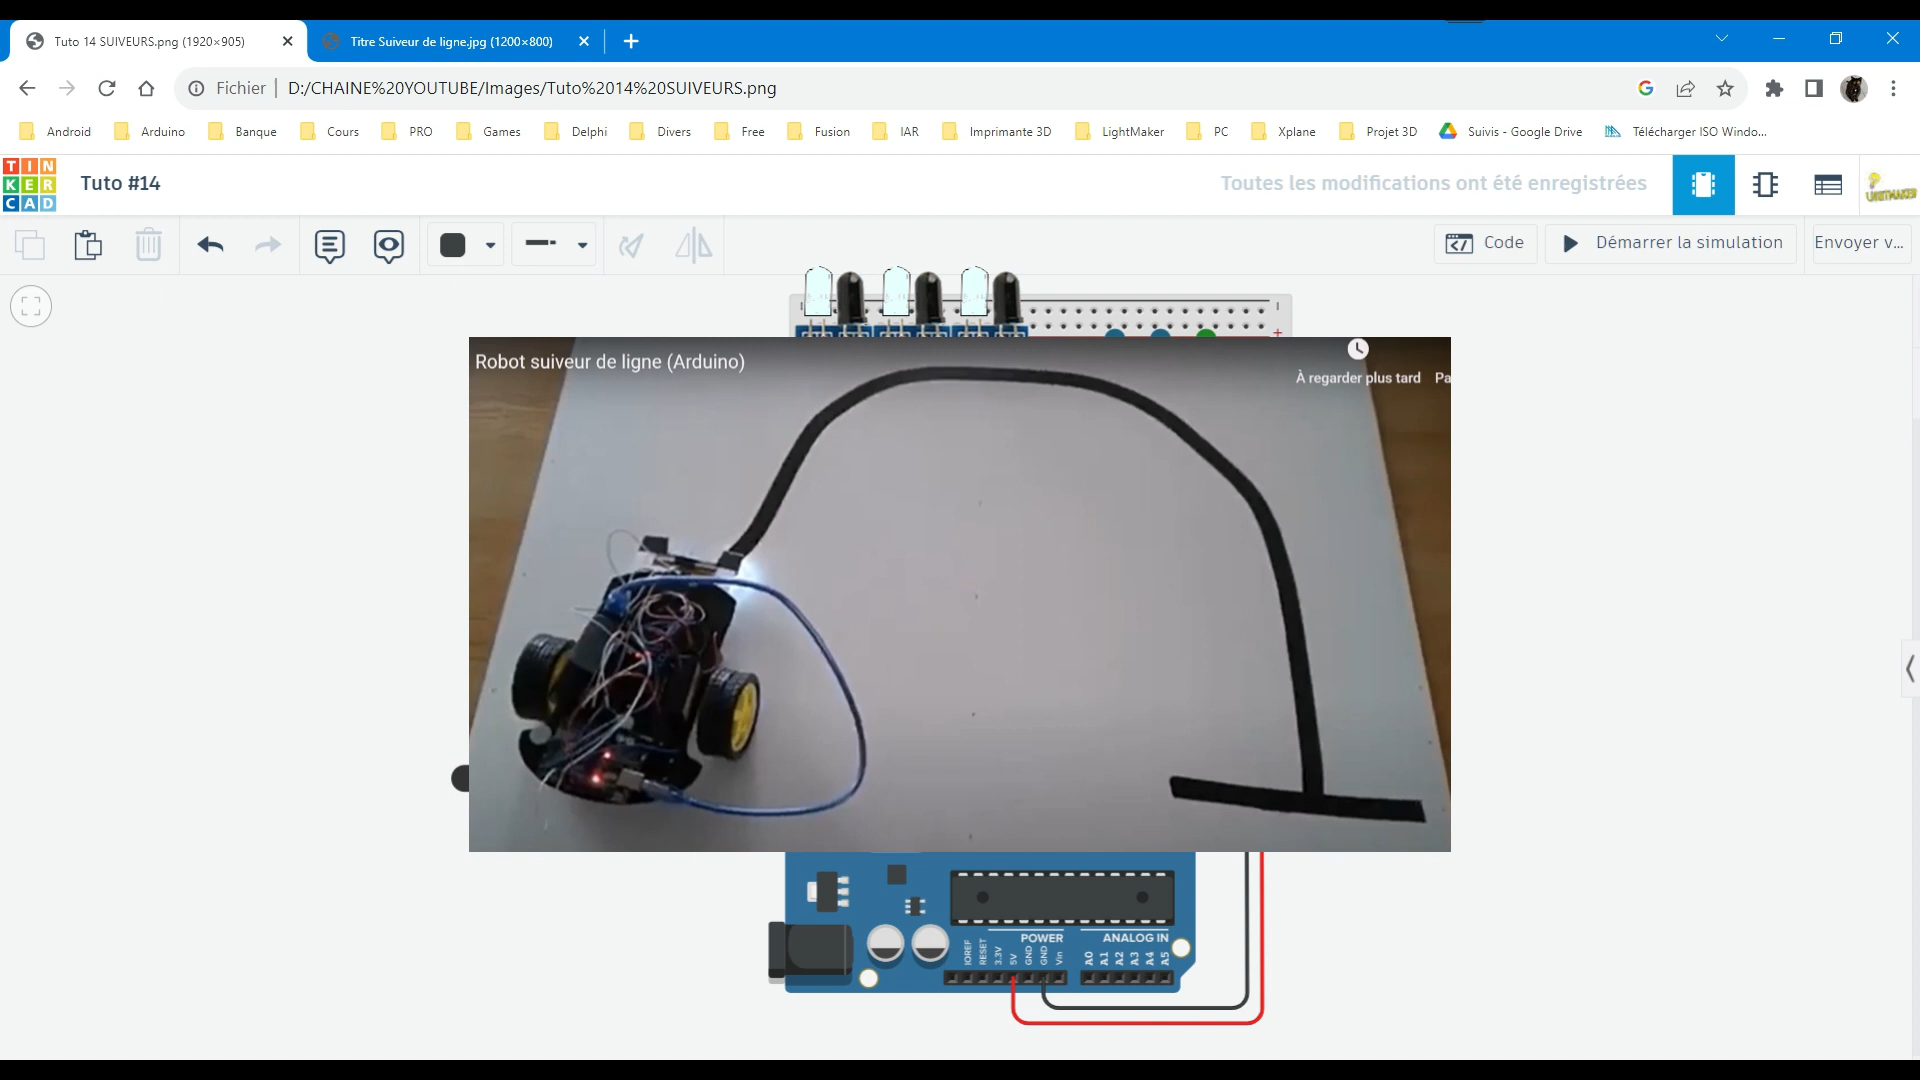 Tuto 14 SUIVEURS.png (1920×905)
Titre Suiveur de ligne.jpg (1200×800)
Fichier
D:/CHAINE%20YOUTUBE/Images/Tuto%2014%20SUIVEURS.png
Android
Arduino
Banque
Cours
PRO
Games
Delphi
Divers
Free
Fusion
IAR
Imprimante 3D
LightMaker
PC
Xplane
Projet 3D
Suivis - Google Drive
Télécharger ISO Windo...
TIN
KER
CAD
Tuto #14
Toutes les modifications ont été enregistrées
Code
Démarrer la simulation
Envoyer v...
Robot suiveur de ligne (Arduino)
À regarder plus tard
Pa
POWER
ANALOG IN
IOREF
RESET
3.3V
5V
GND
GND
Vin
A0
A1
A2
A3
A4
A5